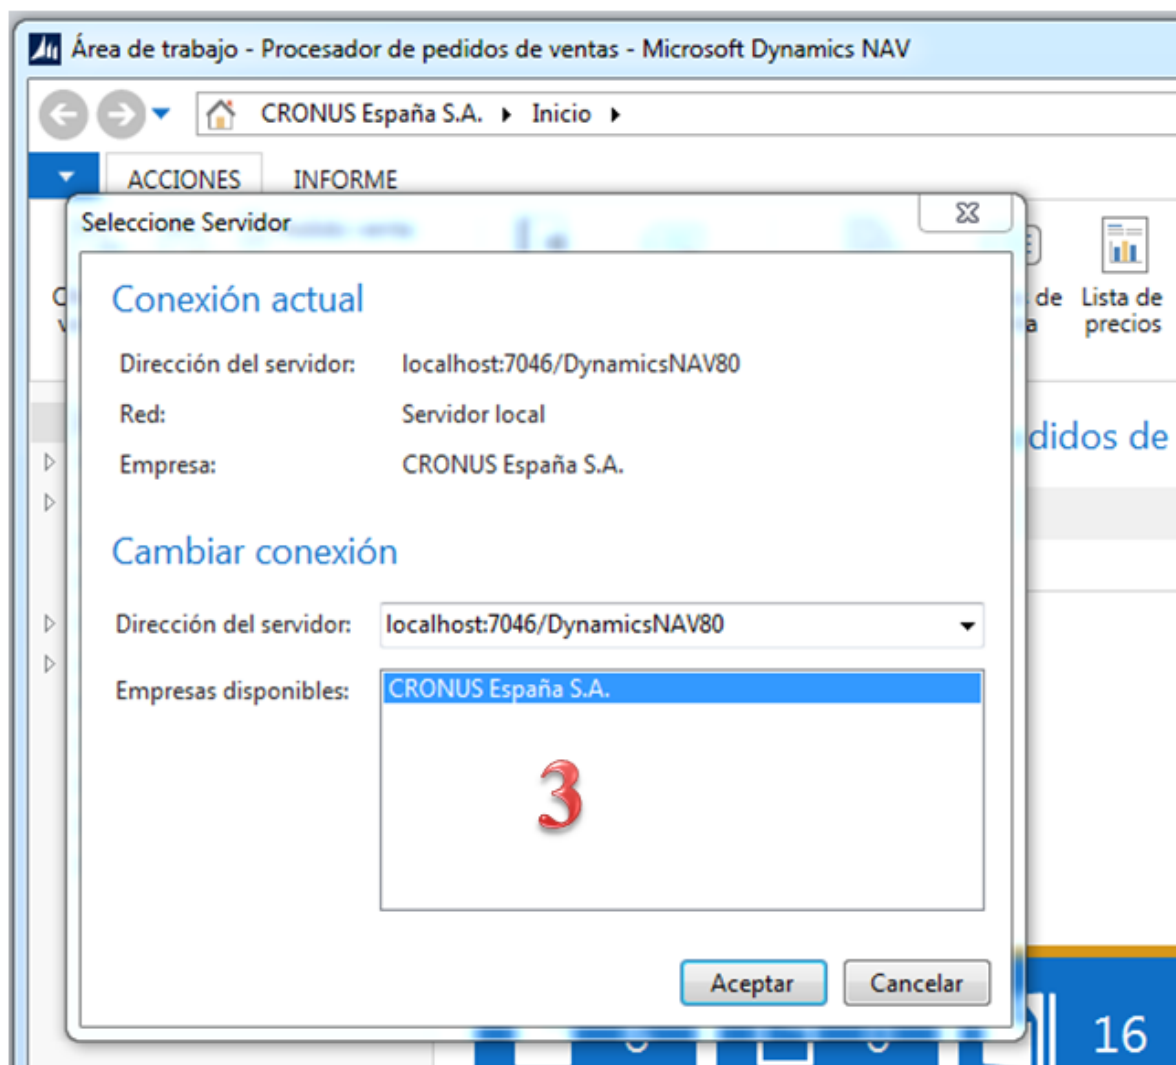 Área de trabajo - Procesador de pedidos de ventas - Microsoft Dynamics NAV
CRONUS España S.A. Inicio
ACCIONES INFORME
Seleccione Servidor
Conexión actual
Dirección del servidor: localhost:7046/DynamicsNAV80
Red: Servidor local
Empresa: CRONUS España S.A.
Cambiar conexión
Dirección del servidor: localhost:7046/DynamicsNAV80
Empresas disponibles: CRONUS España S.A.
3
Aceptar Cancelar
de
Lista de
precios
didos de
16